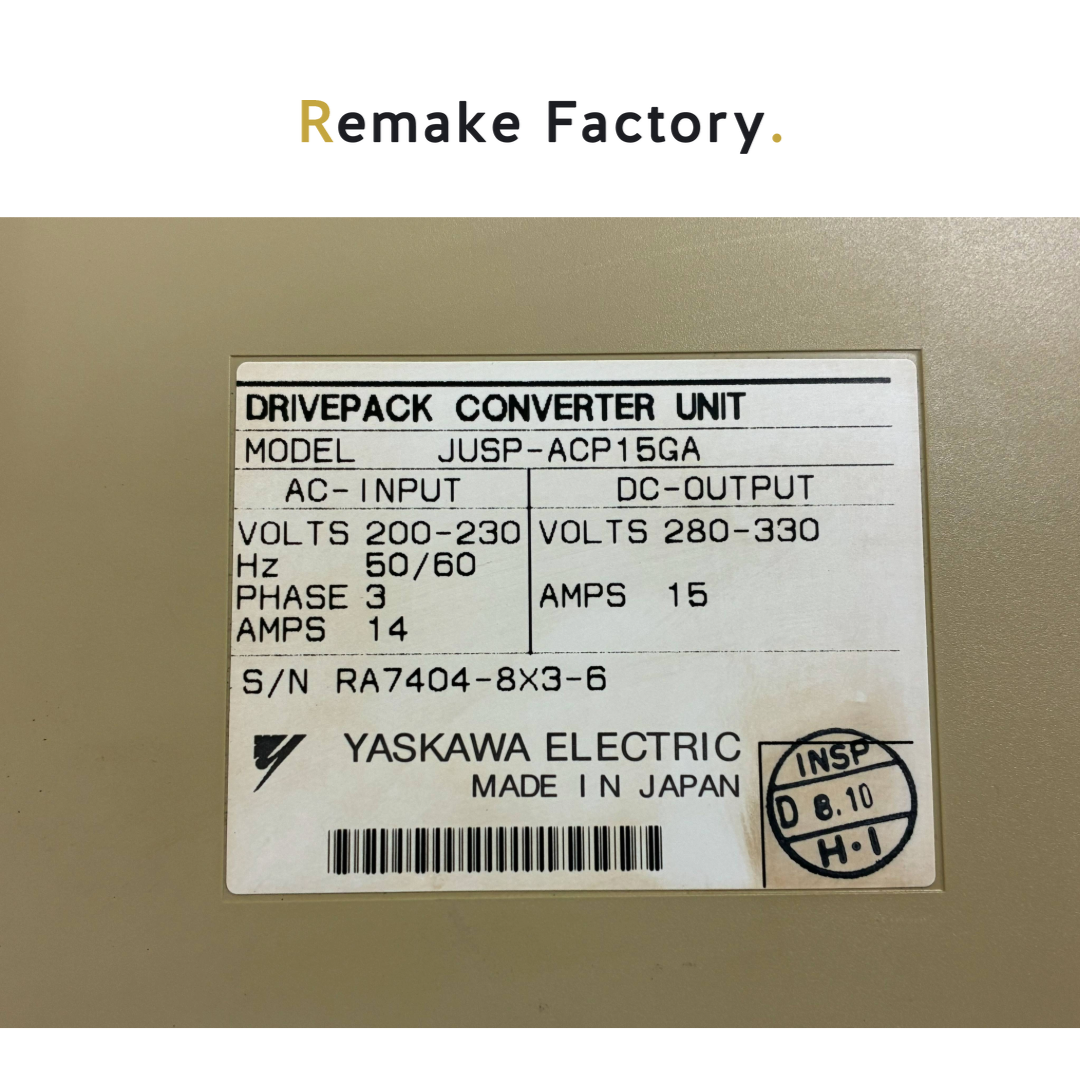 Remake Factory.
DRIVEPACK CONVERTER UNIT
MODEL JUSP-ACP15GA
AC-INPUT DC-OUTPUT
VOLTS 200-230 VOLTS 280-330
Hz 50/60
PHASE 3 AMPS 15
AMPS 14
S/N RA7404-8X3-6
YASKAWA ELECTRIC
MADE IN JAPAN
INSP
D 8.10
H・I